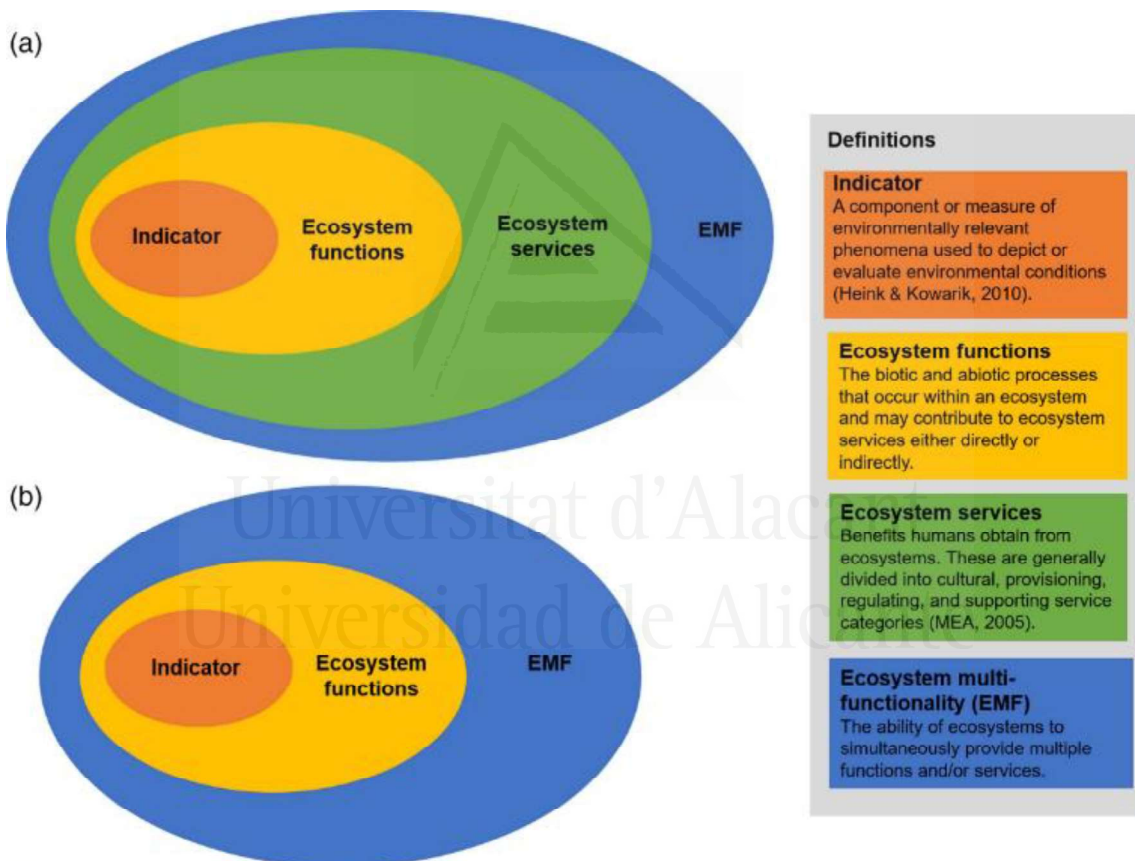 (a)
Indicator
Ecosystem
functions
Ecosystem
services
EMF
(b)
Indicator
Ecosystem
functions
EMF
Definitions
Indicator
A component or measure of
environmentally relevant
phenomena used to depict or
evaluate environmental conditions
(Heink & Kowarik, 2010).
Ecosystem functions
The biotic and abiotic processes
that occur within an ecosystem
and may contribute to ecosystem
services either directly or
indirectly.
Ecosystem services
Benefits humans obtain from
ecosystems. These are generally
divided into cultural, provisioning,
regulating, and supporting service
categories (MEA, 2005).
Ecosystem multi-
functionality (EMF)
The ability of ecosystems to
simultaneously provide multiple
functions and/or services.
Universitat d'Alacant
Universidad de Alicante